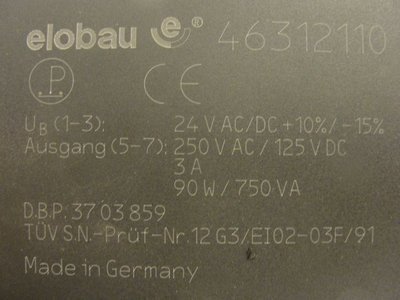 elobau e® 46312110
P CE
UB (1-3): 24 V AC/DC +10%/-15%
Ausgang (5-7): 250 V AC / 125 V DC
3 A
90 W / 750 VA
D.B.P. 37 03 859
TÜV S.N.-Prüf-Nr. 12 G3/EI02-03F/91
Made in Germany